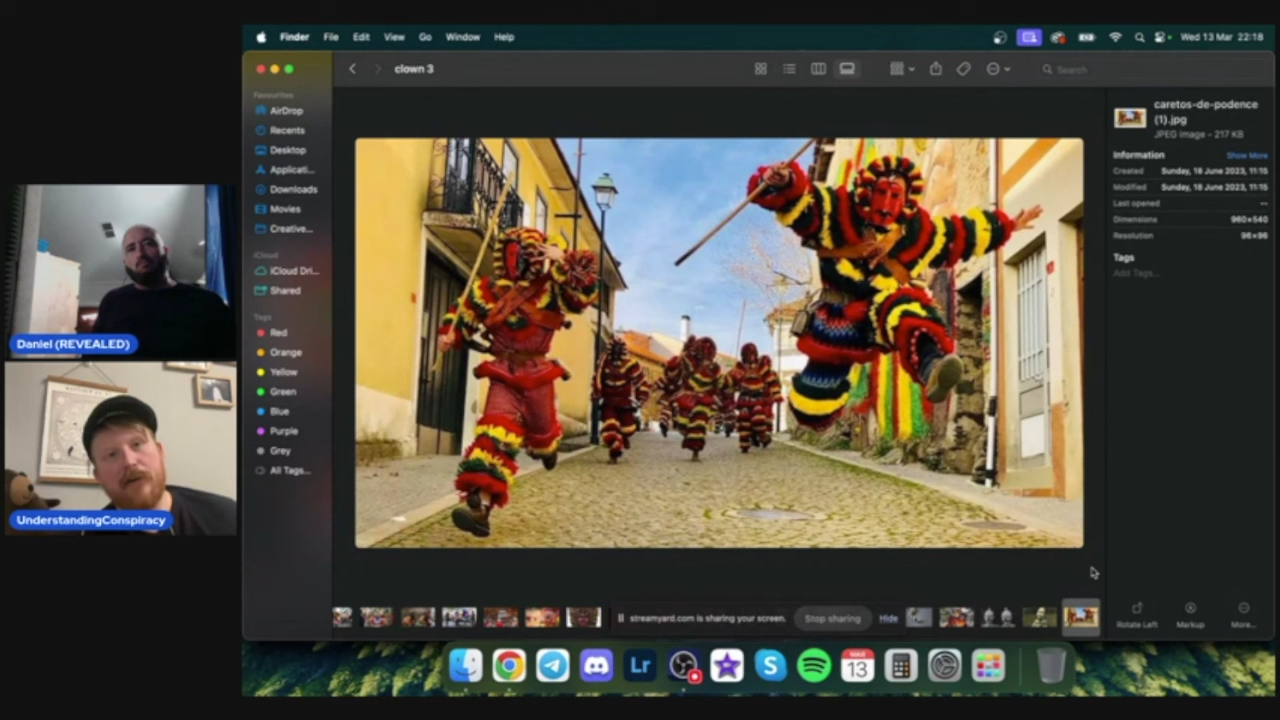 Finder File Edit View Go Window Help
Wed 13 Mar 22:18
clown 3
Search
Favourites
AirDrop
Recents
Desktop
Applicati...
Downloads
Movies
Creative...
iCloud
iCloud Dri...
Shared
Tags
Red
Orange
Yellow
Green
Blue
Purple
Grey
All Tags...
caretos-de-podence
(1).jpg
JPEG image - 217 KB
Information Show More
Created Sunday, 18 June 2023, 11:15
Modified Sunday, 18 June 2023, 11:15
Last opened --
Dimensions 960×540
Resolution 96×96
Tags
Add Tags...
Rotate Left Markup More...
streamyard.com is sharing your screen. Stop sharing Hide
Lr
MAR
13
S
Daniel (REVEALED)
UnderstandingConspiracy